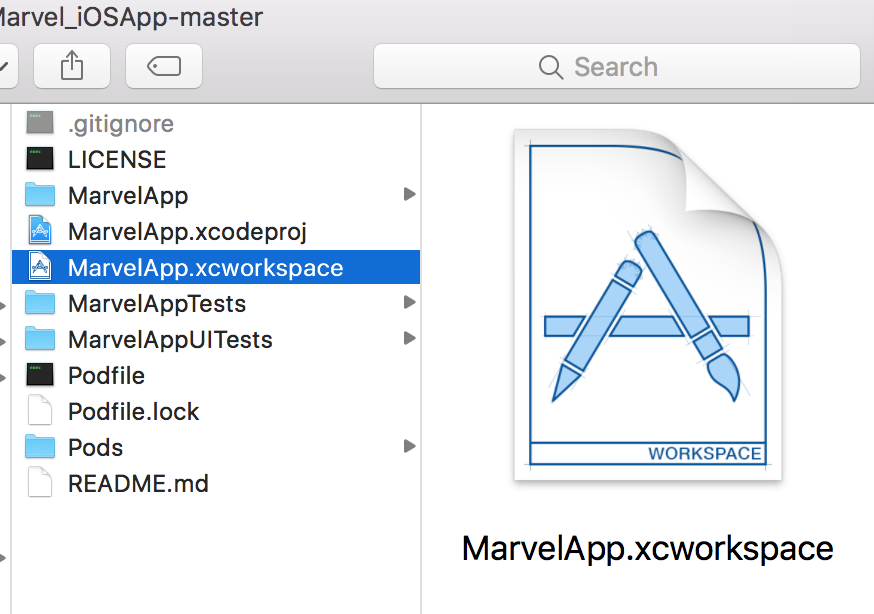 Marvel_iOSApp-master
Search
.gitignore
LICENSE
MarvelApp
MarvelApp.xcodeproj
MarvelApp.xcworkspace
MarvelAppTests
MarvelAppUITests
Podfile
Podfile.lock
Pods
README.md
WORKSPACE
MarvelApp.xcworkspace